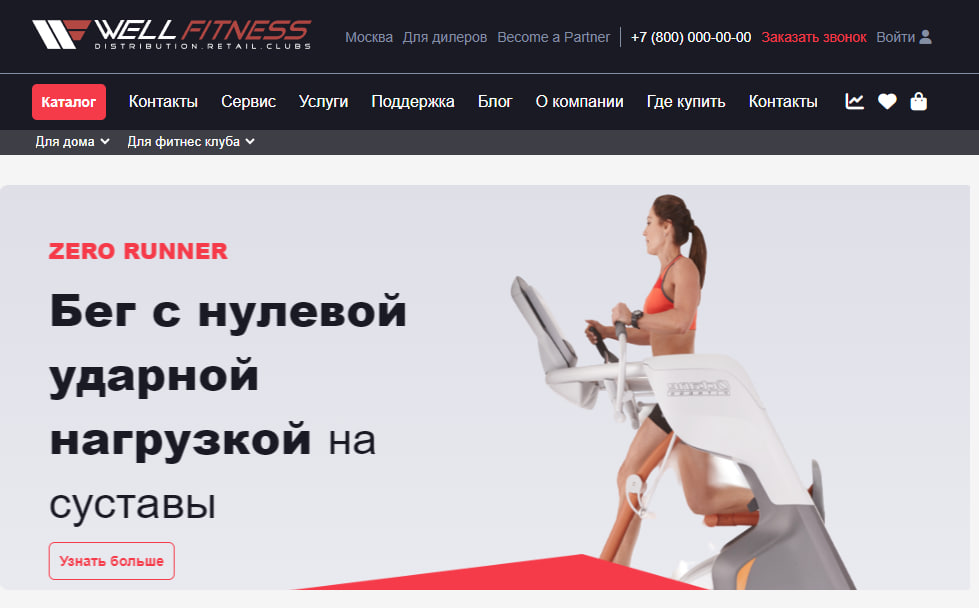 WELL FITNESS
DISTRIBUTION.RETAIL.CLUBS
Москва Для дилеров Become a Partner +7 (800) 000-00-00 Заказать звонок Войти
Каталог Контакты Сервис Услуги Поддержка Блог О компании Где купить Контакты
Для дома Для фитнес клуба
ZERO RUNNER
Бег с нулевой
ударной
нагрузкой на
суставы
Узнать больше